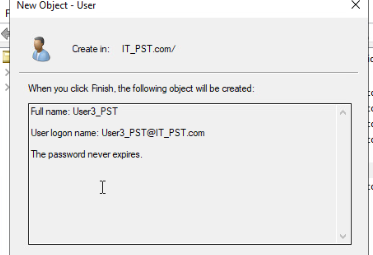 New Object - User
Create in: IT_PST.com/
When you click Finish, the following object will be created:
Full name: User3_PST
User logon name: User3_PST@IT_PST.com
The password never expires.